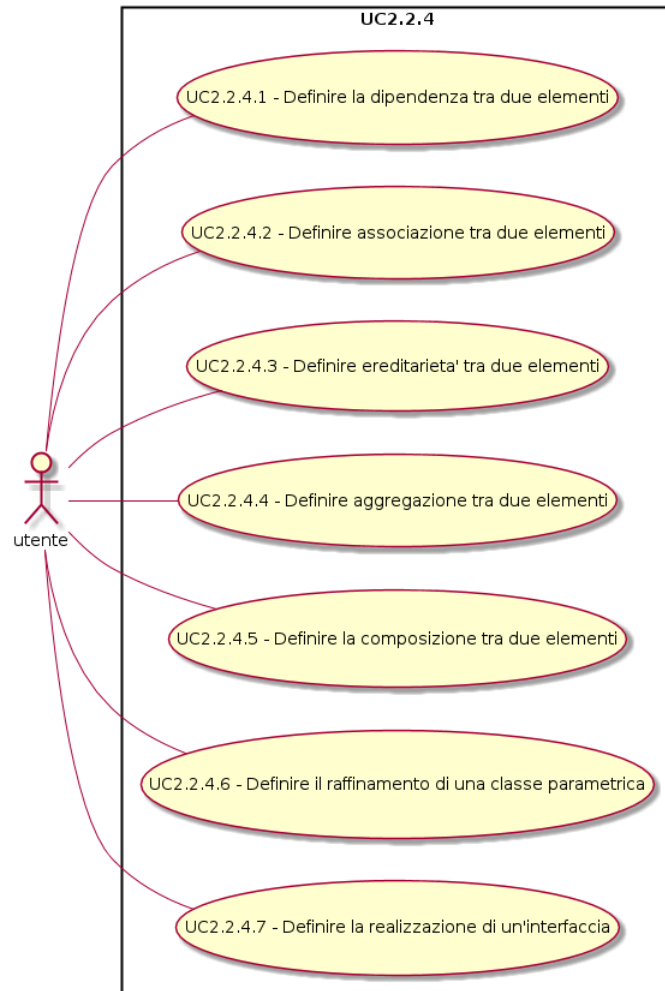 UC2.2.4
UC2.2.4.1 - Definire la dipendenza tra due elementi
UC2.2.4.2 - Definire associazione tra due elementi
UC2.2.4.3 - Definire ereditarieta' tra due elementi
UC2.2.4.4 - Definire aggregazione tra due elementi
utente
UC2.2.4.5 - Definire la composizione tra due elementi
UC2.2.4.6 - Definire il raffinamento di una classe parametrica
UC2.2.4.7 - Definire la realizzazione di un'interfaccia